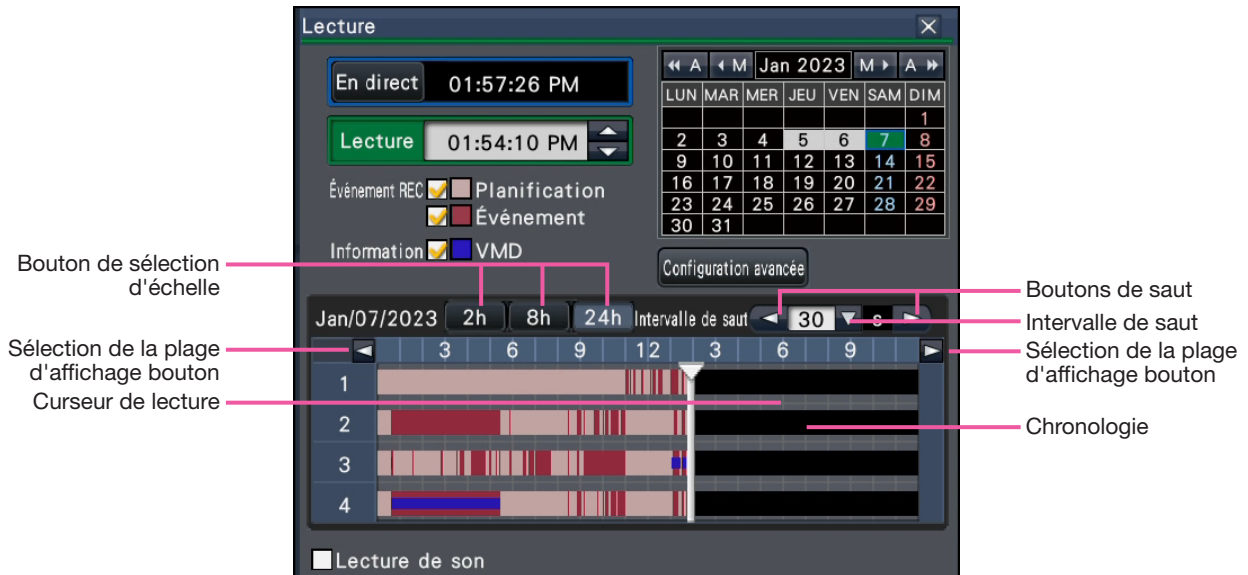 Lecture
En direct 01:57:26 PM
Lecture 01:54:10 PM
Événement REC Planification
Événement
Information VMD
A M Jan 2023 M A
LUN MAR MER JEU VEN SAM DIM
1
2 3 4 5 6 7 8
9 10 11 12 13 14 15
16 17 18 19 20 21 22
23 24 25 26 27 28 29
30 31
Configuration avancée
Bouton de sélection
d'échelle
Jan/07/2023 2h 8h 24h Intervalle de saut 30 s
Boutons de saut
Intervalle de saut
Sélection de la plage
d'affichage bouton
3 6 9 12 3 6 9
Sélection de la plage
d'affichage bouton
Curseur de lecture
Chronologie
1
2
3
4
Lecture de son